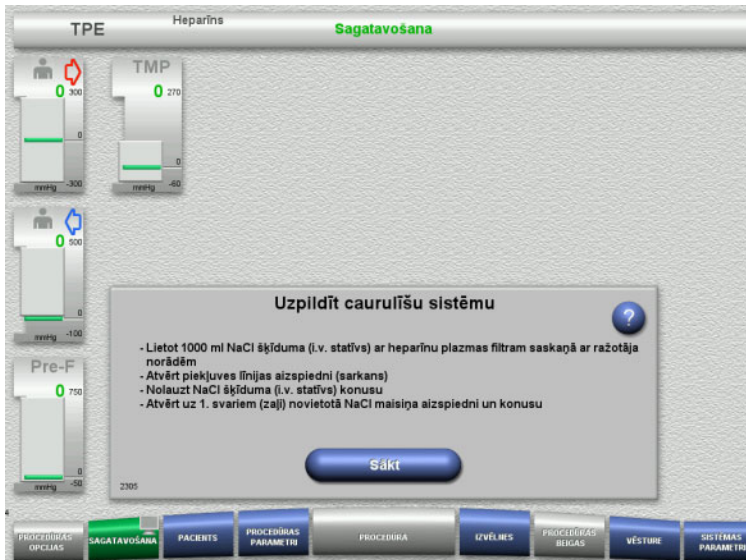 TPE
Heparīns
Sagatavošana
0
300
0
mmHg
-300
TMP
0
270
0
mmHg
-60
0
500
0
mmHg
-100
Pre-F
0
750
0
mmHg
-50
Uzpildīt caurulīšu sistēmu
?
- Lietot 1000 ml NaCl šķīduma (i.v. statīvs) ar heparīnu plazmas filtram saskaņā ar ražotāja
norādēm
- Atvērt piekļuves līnijas aizspiedni (sarkans)
- Nolauzt NaCl šķīduma (i.v. statīvs) konusu
- Atvērt uz 1. svariem (zaļi) novietotā NaCl maisiņa aizspiedni un konusu
Sākt
2305
PROCEDŪRAS
OPCIJAS
SAGATAVOŠANA
PACIENTS
PROCEDŪRAS
PARAMETRI
PROCEDŪRA
IZVĒLNES
PROCEDŪRAS
BEIGAS
VĒSTURE
SISTĒMAS
PARAMETRI